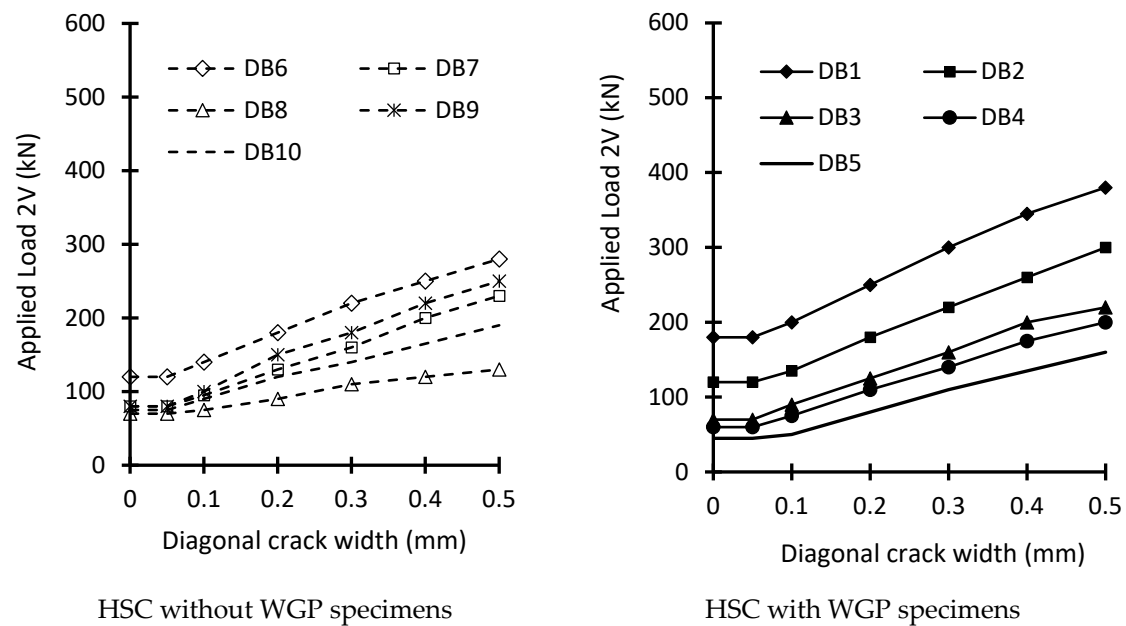 600
500
400
300
200
100
0
Applied Load 2V (kN)
DB6 DB7
DB8 DB9
DB10
0 0.1 0.2 0.3 0.4 0.5
Diagonal crack width (mm)
HSC without WGP specimens
600
500
400
300
200
100
0
Applied Load 2V (kN)
DB1 DB2
DB3 DB4
DB5
0 0.1 0.2 0.3 0.4 0.5
Diagonal crack width (mm)
HSC with WGP specimens